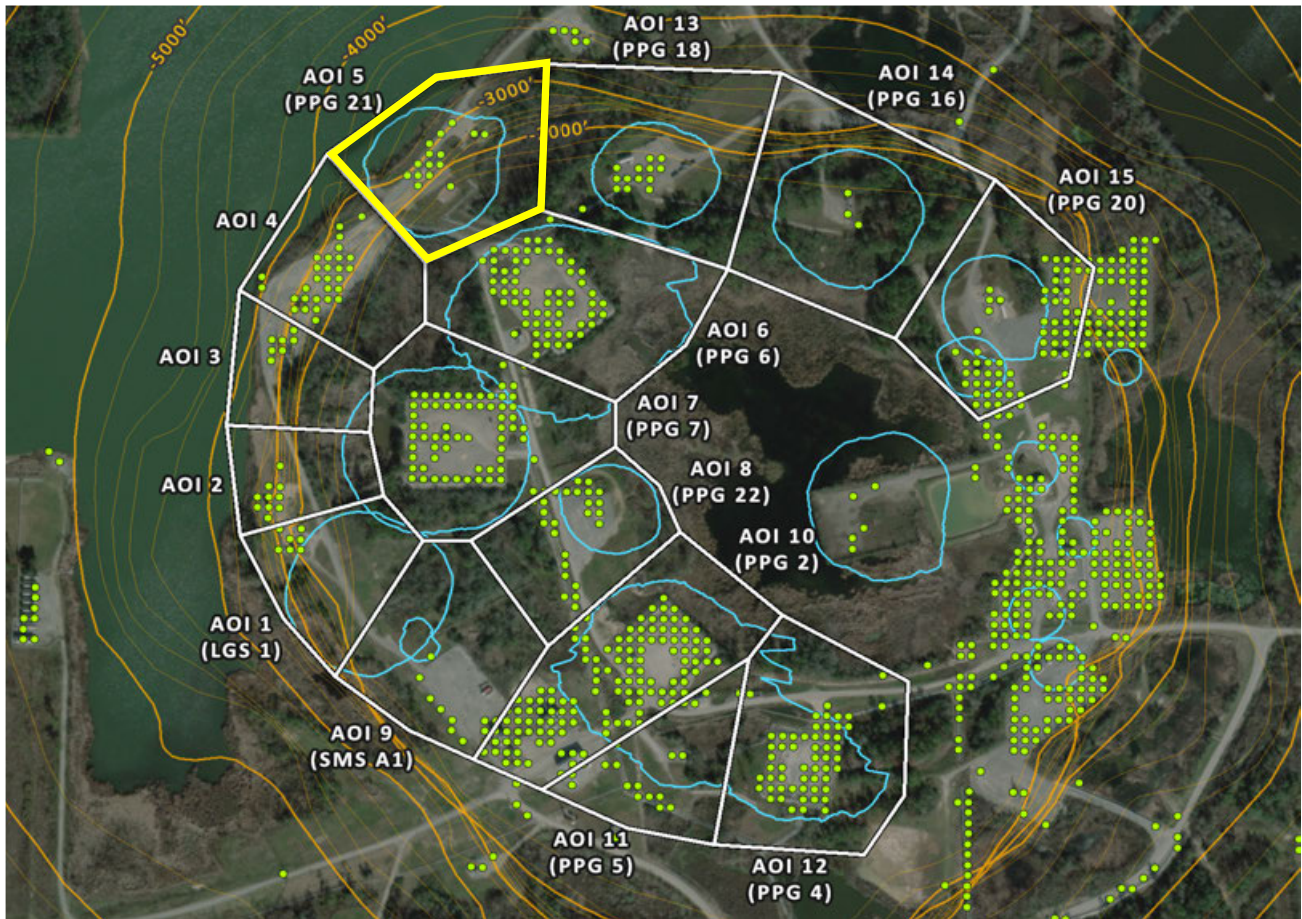 -5000'
-4000'
AOI 13
(PPG 18)
AOI 5
(PPG 21)
AOI 14
(PPG 16)
-3000'
AOI 15
(PPG 20)
AOI 4
AOI 6
(PPG 6)
AOI 3
AOI 7
(PPG 7)
AOI 8
(PPG 22)
AOI 2
AOI 10
(PPG 2)
AOI 1
(LGS 1)
AOI 9
(SMS A1)
AOI 11
(PPG 5)
AOI 12
(PPG 4)